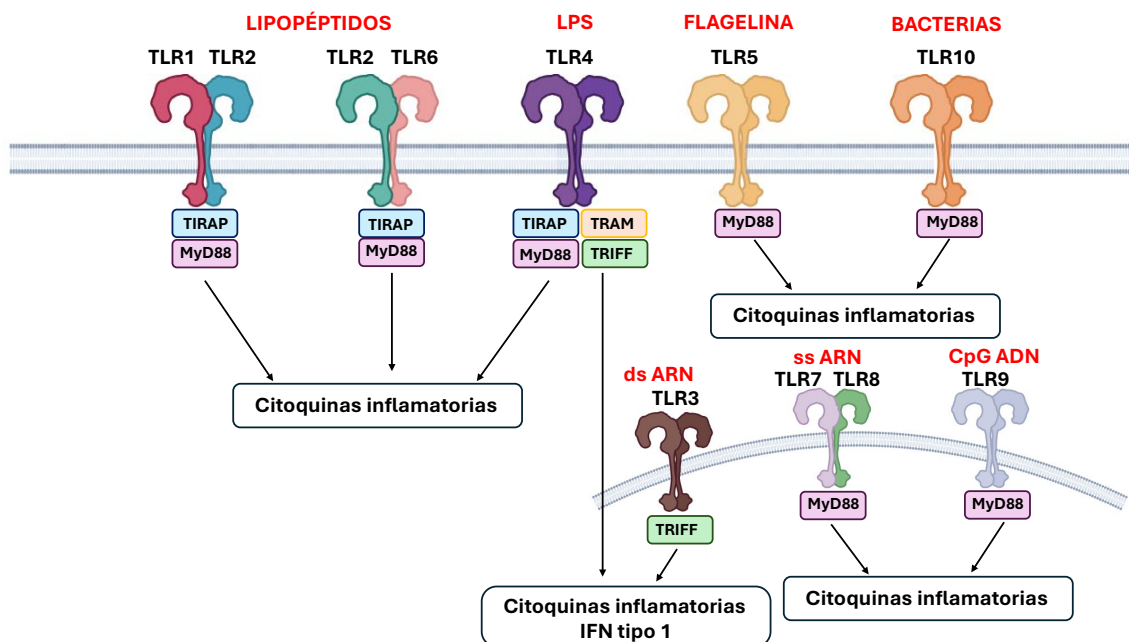 LIPOPÉPTIDOS
LPS
FLAGELINA
BACTERIAS
TLR1 TLR2
TLR2 TLR6
TLR4
TLR5
TLR10
TIRAP
MyD88
TIRAP
MyD88
TIRAP TRAM
MyD88 TRIFF
MyD88
MyD88
Citoquinas inflamatorias
Citoquinas inflamatorias
ds ARN
TLR3
ss ARN
TLR7 TLR8
CpG ADN
TLR9
TRIFF
MyD88
MyD88
Citoquinas inflamatorias
IFN tipo 1
Citoquinas inflamatorias